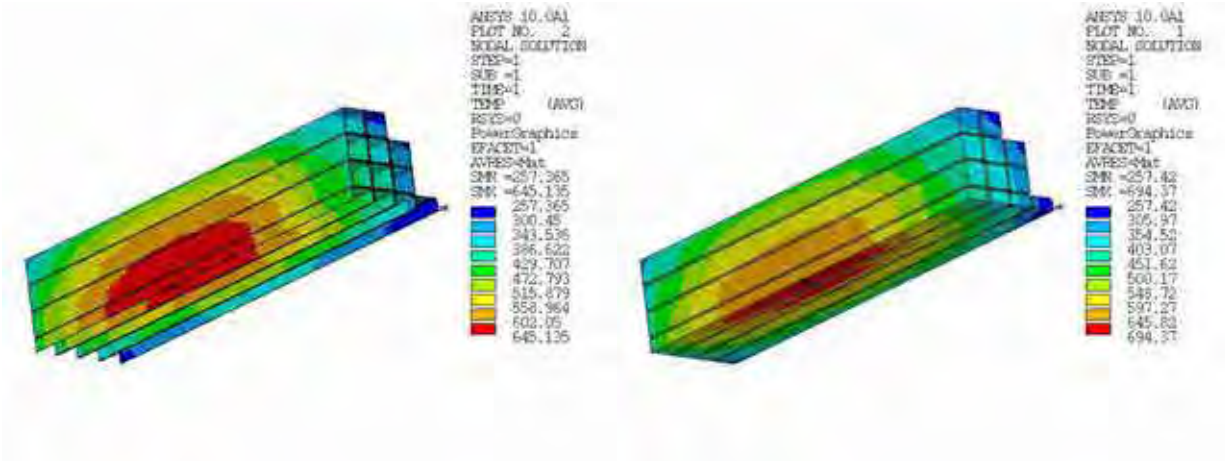 ANSYS 10.0A1
PLOT NO. 2
NODAL SOLUTION
STEP=1
SUB =1
TIME=1
TEMP (AVG)
RSYS=0
PowerGraphics
EFACET=1
AVRES=Mat
SMN =257.365
SMX =645.135
257.365
300.45
343.536
386.622
429.707
472.793
515.879
558.964
602.05
645.135
ANSYS 10.0A1
PLOT NO. 1
NODAL SOLUTION
STEP=1
SUB =1
TIME=1
TEMP (AVG)
RSYS=0
PowerGraphics
EFACET=1
AVRES=Mat
SMN =257.42
SMX =694.37
257.42
305.97
354.52
403.07
451.62
500.17
548.72
597.27
645.82
694.37